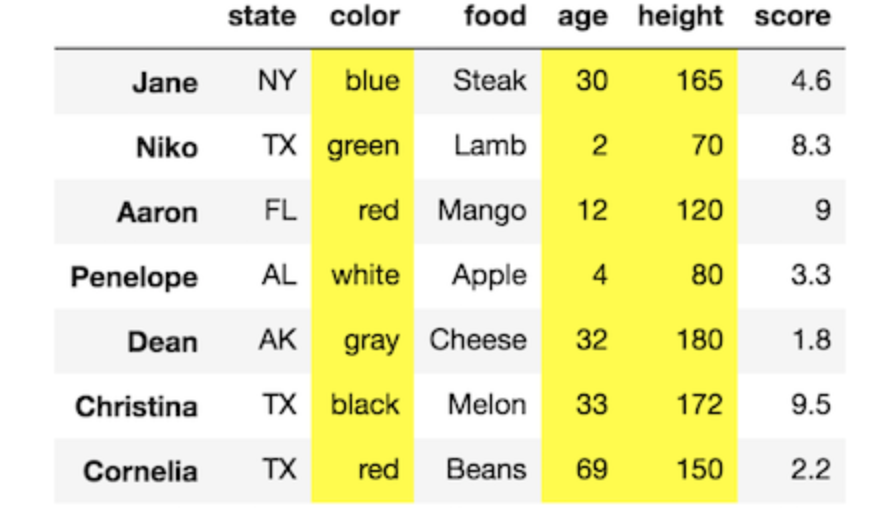 state color food age height score
Jane NY blue Steak 30 165 4.6
Niko TX green Lamb 2 70 8.3
Aaron FL red Mango 12 120 9
Penelope AL white Apple 4 80 3.3
Dean AK gray Cheese 32 180 1.8
Christina TX black Melon 33 172 9.5
Cornelia TX red Beans 69 150 2.2